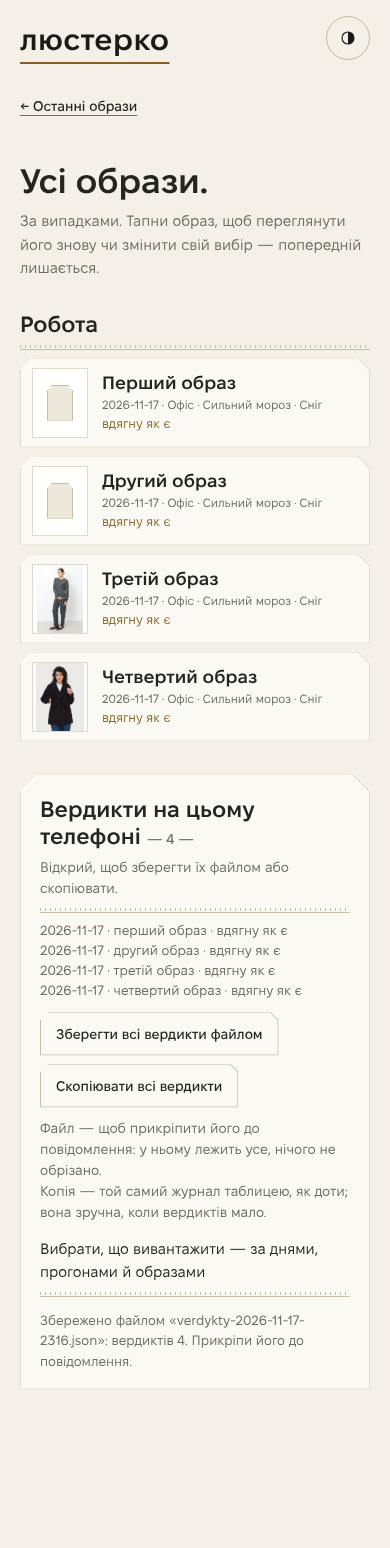 люстерко
← Останні образи
Усі образи.
За випадками. Тапни образ, щоб переглянути
його знову чи змінити свій вибір — попередній
лишається.
Робота
Перший образ
2026-11-17 · Офіс · Сильний мороз · Сніг
вдягну як є
Другий образ
2026-11-17 · Офіс · Сильний мороз · Сніг
вдягну як є
Третій образ
2026-11-17 · Офіс · Сильний мороз · Сніг
вдягну як є
Четвертий образ
2026-11-17 · Офіс · Сильний мороз · Сніг
вдягну як є
Вердикти на цьому
телефоні — 4 —
Відкрий, щоб зберегти їх файлом або
скопіювати.
2026-11-17 · перший образ · вдягну як є
2026-11-17 · другий образ · вдягну як є
2026-11-17 · третій образ · вдягну як є
2026-11-17 · четвертий образ · вдягну як є
Зберегти всі вердикти файлом
Скопіювати всі вердикти
Файл — щоб прикріпити його до
повідомлення: у ньому лежить усе, нічого не
обрізано.
Копія — той самий журнал таблицею, як доти;
вона зручна, коли вердиктів мало.
Вибрати, що вивантажити — за днями,
прогонами й образами
Збережено файлом «verdykty-2026-11-17-
2316.json»: вердиктів 4. Прикріпи його до
повідомлення.